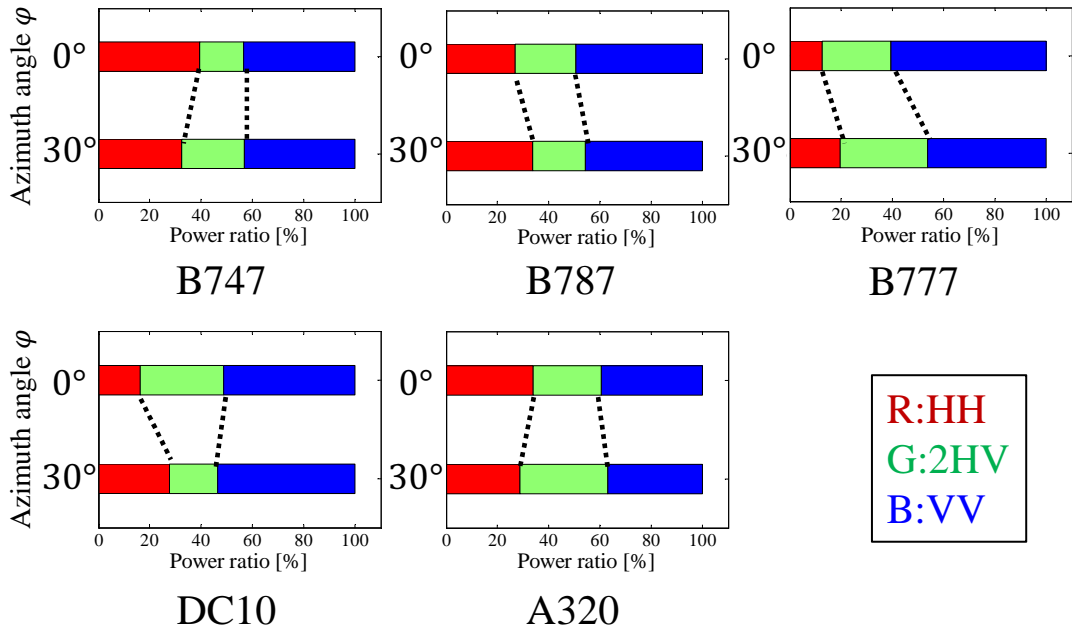 Azimuth angle φ
0°
30°
0 20 40 60 80 100
Power ratio [%]
B747
0°
30°
0 20 40 60 80 100
Power ratio [%]
B787
0°
30°
0 20 40 60 80 100
Power ratio [%]
B777
Azimuth angle φ
0°
30°
0 20 40 60 80 100
Power ratio [%]
DC10
0°
30°
0 20 40 60 80 100
Power ratio [%]
A320
R:HH
G:2HV
B:VV